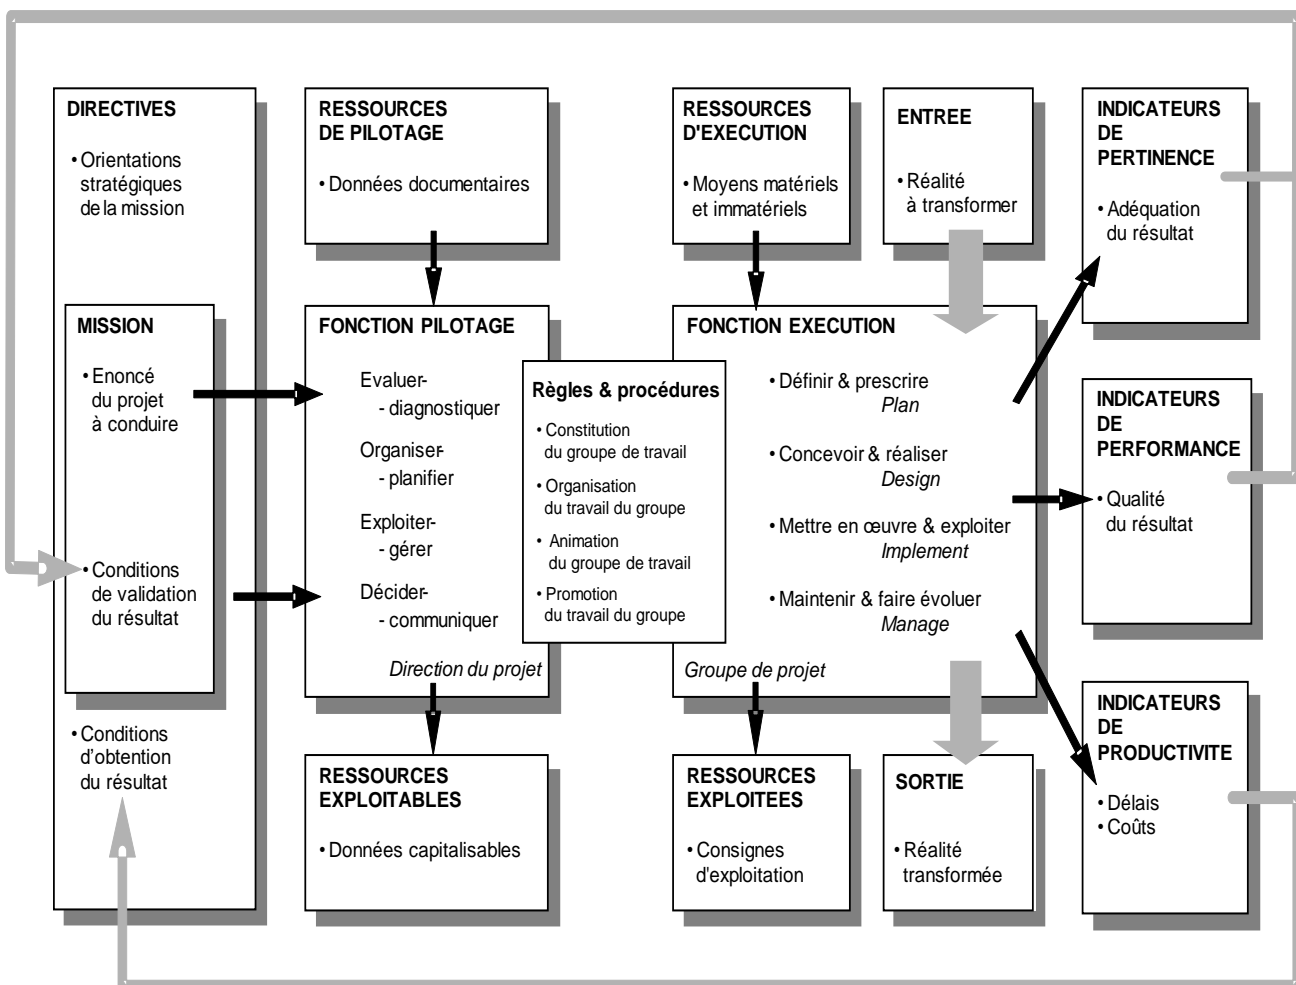 DIRECTIVES
• Orientations
stratégiques
de la mission
MISSION
• Enoncé
du projet
à conduire
• Conditions
de validation
du résultat
• Conditions
d'obtention
du résultat
RESSOURCES
DE PILOTAGE
• Données documentaires
FONCTION PILOTAGE
Evaluer-
- diagnostiquer
Organiser-
- planifier
Exploiter-
- gérer
Décider-
- communiquer
Direction du projet
RESSOURCES
EXPLOITABLES
• Données capitalisables
Règles & procédures
• Constitution
du groupe de travail
• Organisation
du travail du groupe
• Animation
du groupe de travail
• Promotion
du travail du groupe
RESSOURCES
D'EXECUTION
• Moyens matériels
et immatériels
ENTREE
• Réalité
à transformer
FONCTION EXECUTION
• Définir & prescrire
Plan
• Concevoir & réaliser
Design
• Mettre en œuvre & exploiter
Implement
• Maintenir & faire évoluer
Manage
Groupe de projet
RESSOURCES
EXPLOITEES
• Consignes
d'exploitation
SORTIE
• Réalité
transformée
INDICATEURS
DE
PERTINENCE
• Adéquation
du résultat
INDICATEURS
DE
PERFORMANCE
• Qualité
du résultat
INDICATEURS
DE
PRODUCTIVITE
• Délais
• Coûts